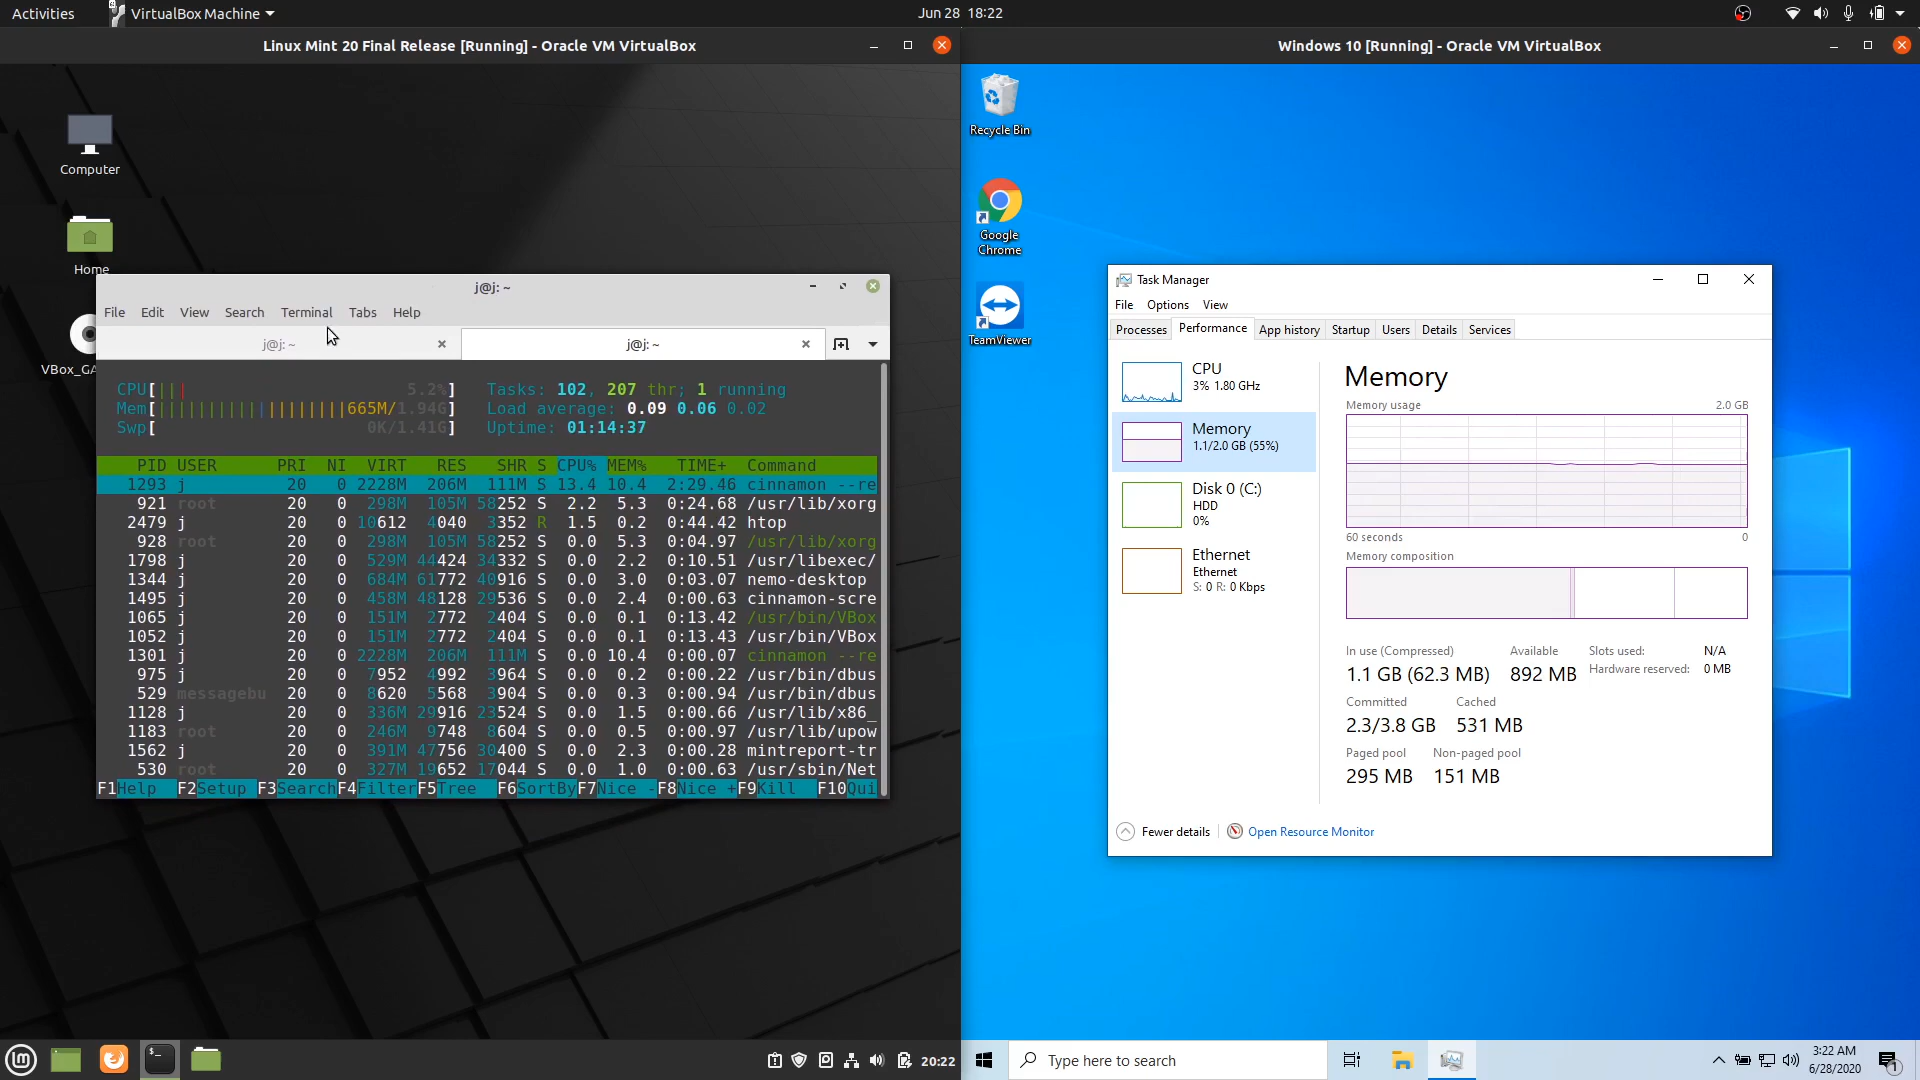 Activities
VirtualBox Machine
Jun 28 18:22
Linux Mint 20 Final Release [Running] - Oracle VM VirtualBox
Computer
Home
VBox_GA
j@j: ~
File Edit View Search Terminal Tabs Help
j@j: ~
j@j: ~
CPU[||| 5.2%] Tasks: 102, 207 thr; 1 running
Mem[|||||||||||||||||||665M/1.94G] Load average: 0.09 0.06 0.02
Swp[ 0K/1.41G] Uptime: 01:14:37
PID USER PRI NI VIRT RES SHR S CPU% MEM% TIME+ Command
1293 j 20 0 2228M 206M 111M S 13.4 10.4 2:29.46 cinnamon --re
921 root 20 0 298M 105M 58252 S 2.2 5.3 0:24.68 /usr/lib/xorg
2479 j 20 0 10612 4040 3352 R 1.5 0.2 0:44.42 htop
928 root 20 0 298M 105M 58252 S 0.0 5.3 0:04.97 /usr/lib/xorg
1798 j 20 0 529M 44424 34332 S 0.0 2.2 0:10.51 /usr/libexec/
1344 j 20 0 684M 61772 40916 S 0.0 3.0 0:03.07 nemo-desktop
1495 j 20 0 458M 48128 29536 S 0.0 2.4 0:00.63 cinnamon-scre
1065 j 20 0 151M 2772 2404 S 0.0 0.1 0:13.42 /usr/bin/VBox
1052 j 20 0 151M 2772 2404 S 0.0 0.1 0:13.43 /usr/bin/VBox
1301 j 20 0 2228M 206M 111M S 0.0 10.4 0:00.07 cinnamon --re
975 j 20 0 7952 4992 3964 S 0.0 0.2 0:00.22 /usr/bin/dbus
529 messagebu 20 0 8620 5568 3904 S 0.0 0.3 0:00.94 /usr/bin/dbus
1128 j 20 0 336M 29916 23524 S 0.0 1.5 0:00.66 /usr/lib/x86_
1183 root 20 0 246M 9748 8604 S 0.0 0.5 0:00.97 /usr/lib/upow
1562 j 20 0 391M 47756 30400 S 0.0 2.3 0:00.28 mintreport-tr
530 root 20 0 327M 19652 17044 S 0.0 1.0 0:00.63 /usr/sbin/Net
F1Help F2Setup F3SearchF4FilterF5Tree F6SortByF7Nice -F8Nice +F9Kill F10Qui
20:22
Windows 10 [Running] - Oracle VM VirtualBox
Recycle Bin
Google
Chrome
TeamViewer
Task Manager
File Options View
Processes Performance App history Startup Users Details Services
CPU
3% 1.80 GHz
Memory
1.1/2.0 GB (55%)
Disk 0 (C:)
HDD
0%
Ethernet
Ethernet
S: 0 R: 0 Kbps
Memory
Memory usage 2.0 GB
60 seconds 0
Memory composition
In use (Compressed) Available Slots used: N/A
1.1 GB (62.3 MB) 892 MB Hardware reserved: 0 MB
Committed Cached
2.3/3.8 GB 531 MB
Paged pool Non-paged pool
295 MB 151 MB
Fewer details Open Resource Monitor
Type here to search
3:22 AM
6/28/2020
1